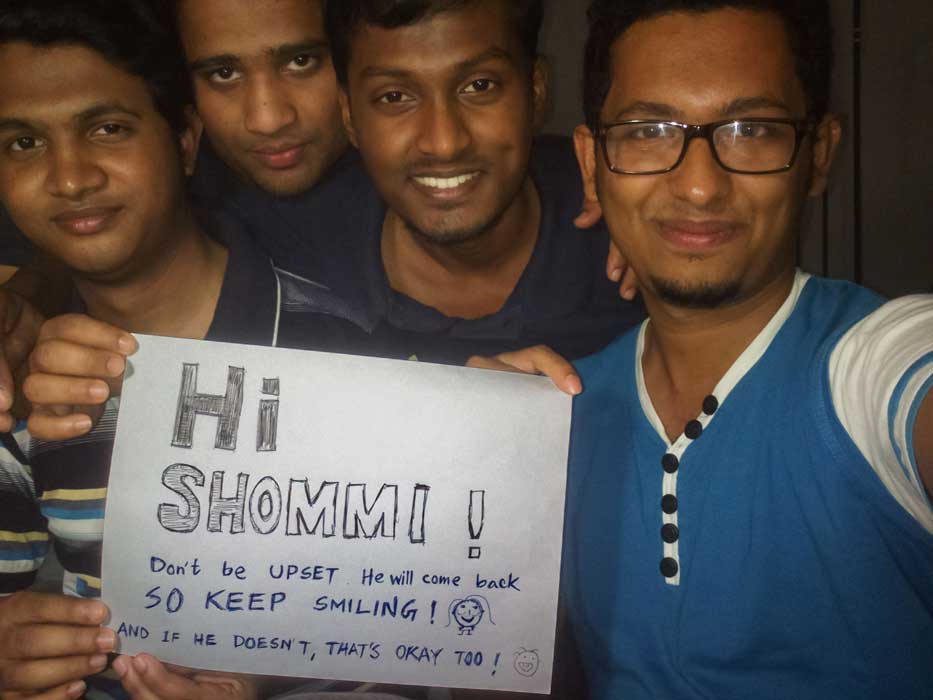 Hi
SHOMMI !
Don't be UPSET. He will come back
SO KEEP SMILING!
AND IF HE DOESN'T, THAT'S OKAY TOO!